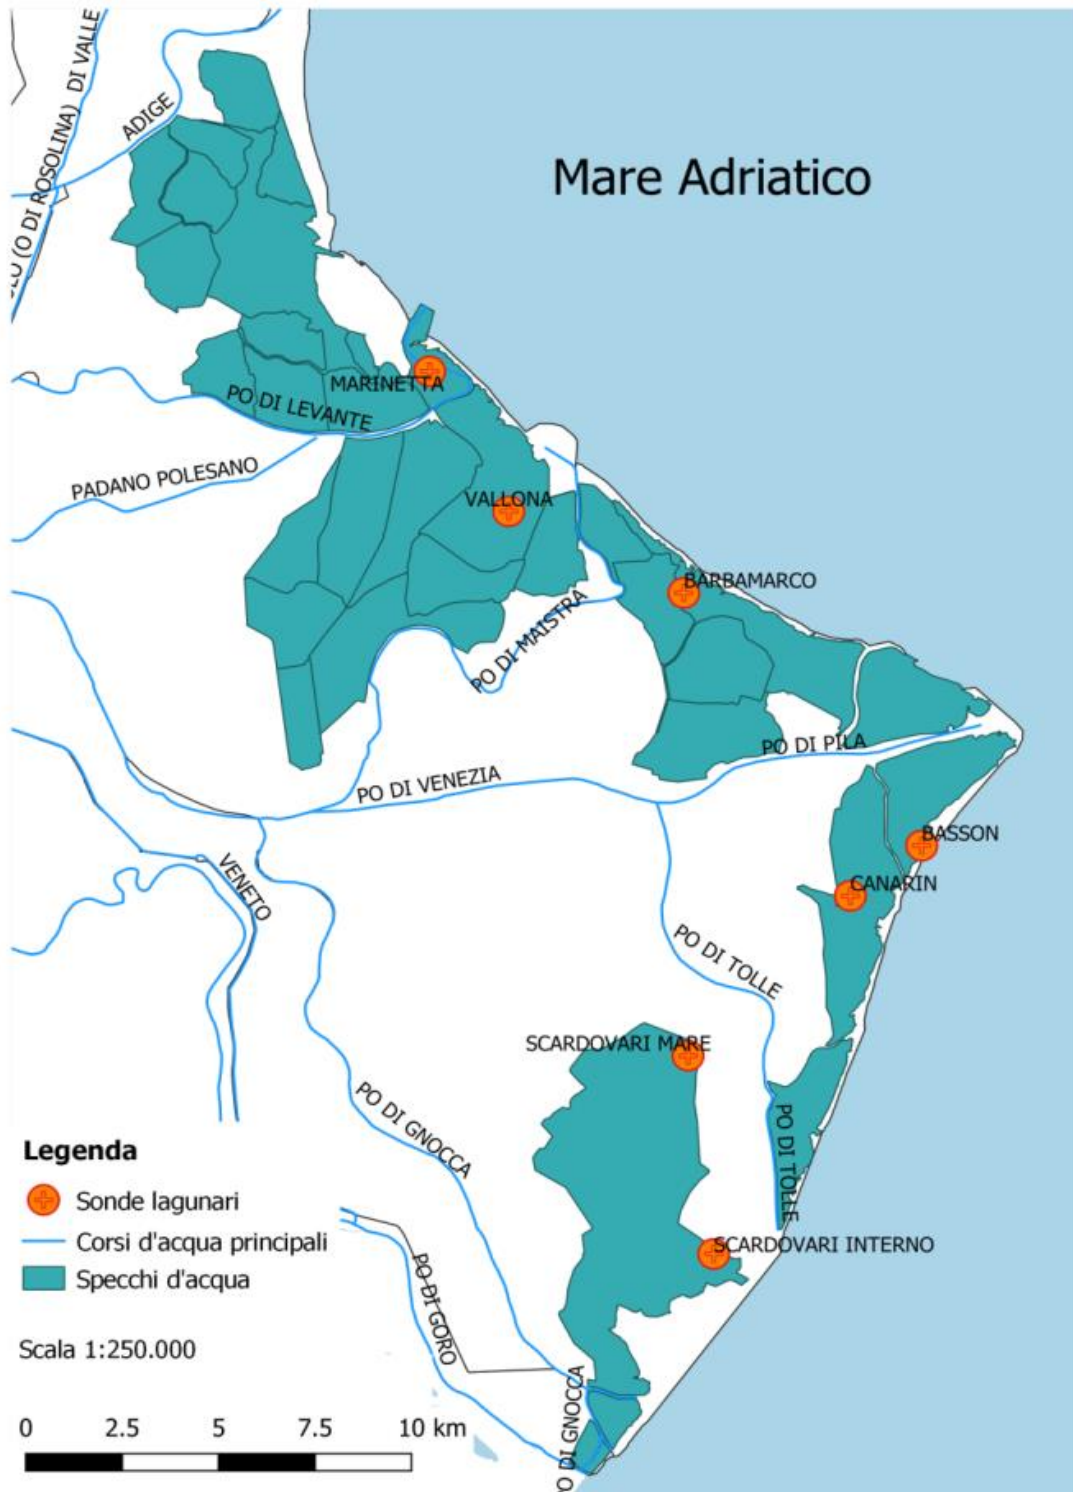 DI VALLE
(O DI ROSOLINA)
ADIGE
Mare Adriatico
MARINETTA
PO DI LEVANTE
PADANO POLESANO
VALLONA
BARBAMARCO
PO DI MAISTRA
PO DI PILA
PO DI VENEZIA
BASSON
VENETO
CANARIN
PO DI TOLLE
SCARDOVARI MARE
PO DI GNOCCA
PO DI TOLLE
Legenda
Sonde lagunari
Corsi d'acqua principali
Specchi d'acqua
SCARDOVARI INTERNO
PO DI GORO
Scala 1:250.000
PO DI GNOCCA
0 2.5 5 7.5 10 km